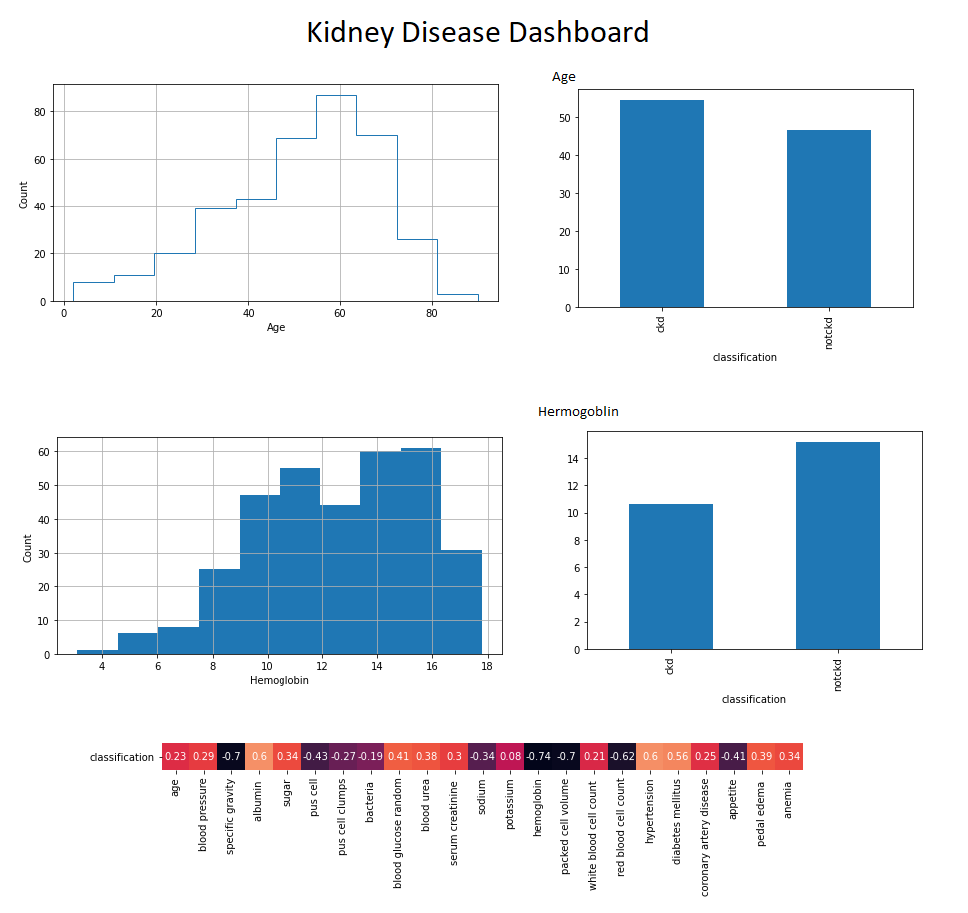 Kidney Disease Dashboard
Count
80
60
40
20
0
0 20 40 60 80
Age
Age
50
40
30
20
10
0
ckd notckd
classification
Count
60
50
40
30
20
10
0
4 6 8 10 12 14 16 18
Hemoglobin
Hermogoblin
14
12
10
8
6
4
2
0
ckd notckd
classification
classification 0.23 0.29 -0.7 0.6 0.34 -0.43 -0.27 -0.19 0.41 0.38 0.3 -0.34 0.08 -0.74 -0.7 0.21 -0.62 0.6 0.56 0.25 -0.41 0.39 0.34
age
blood pressure
specific gravity
albumin
sugar
pus cell
pus cell clumps
bacteria
blood glucose random
blood urea
serum creatinine
sodium
potassium
hemoglobin
packed cell volume
white blood cell count
red blood cell count
hypertension
diabetes mellitus
coronary artery disease
appetite
pedal edema
anemia